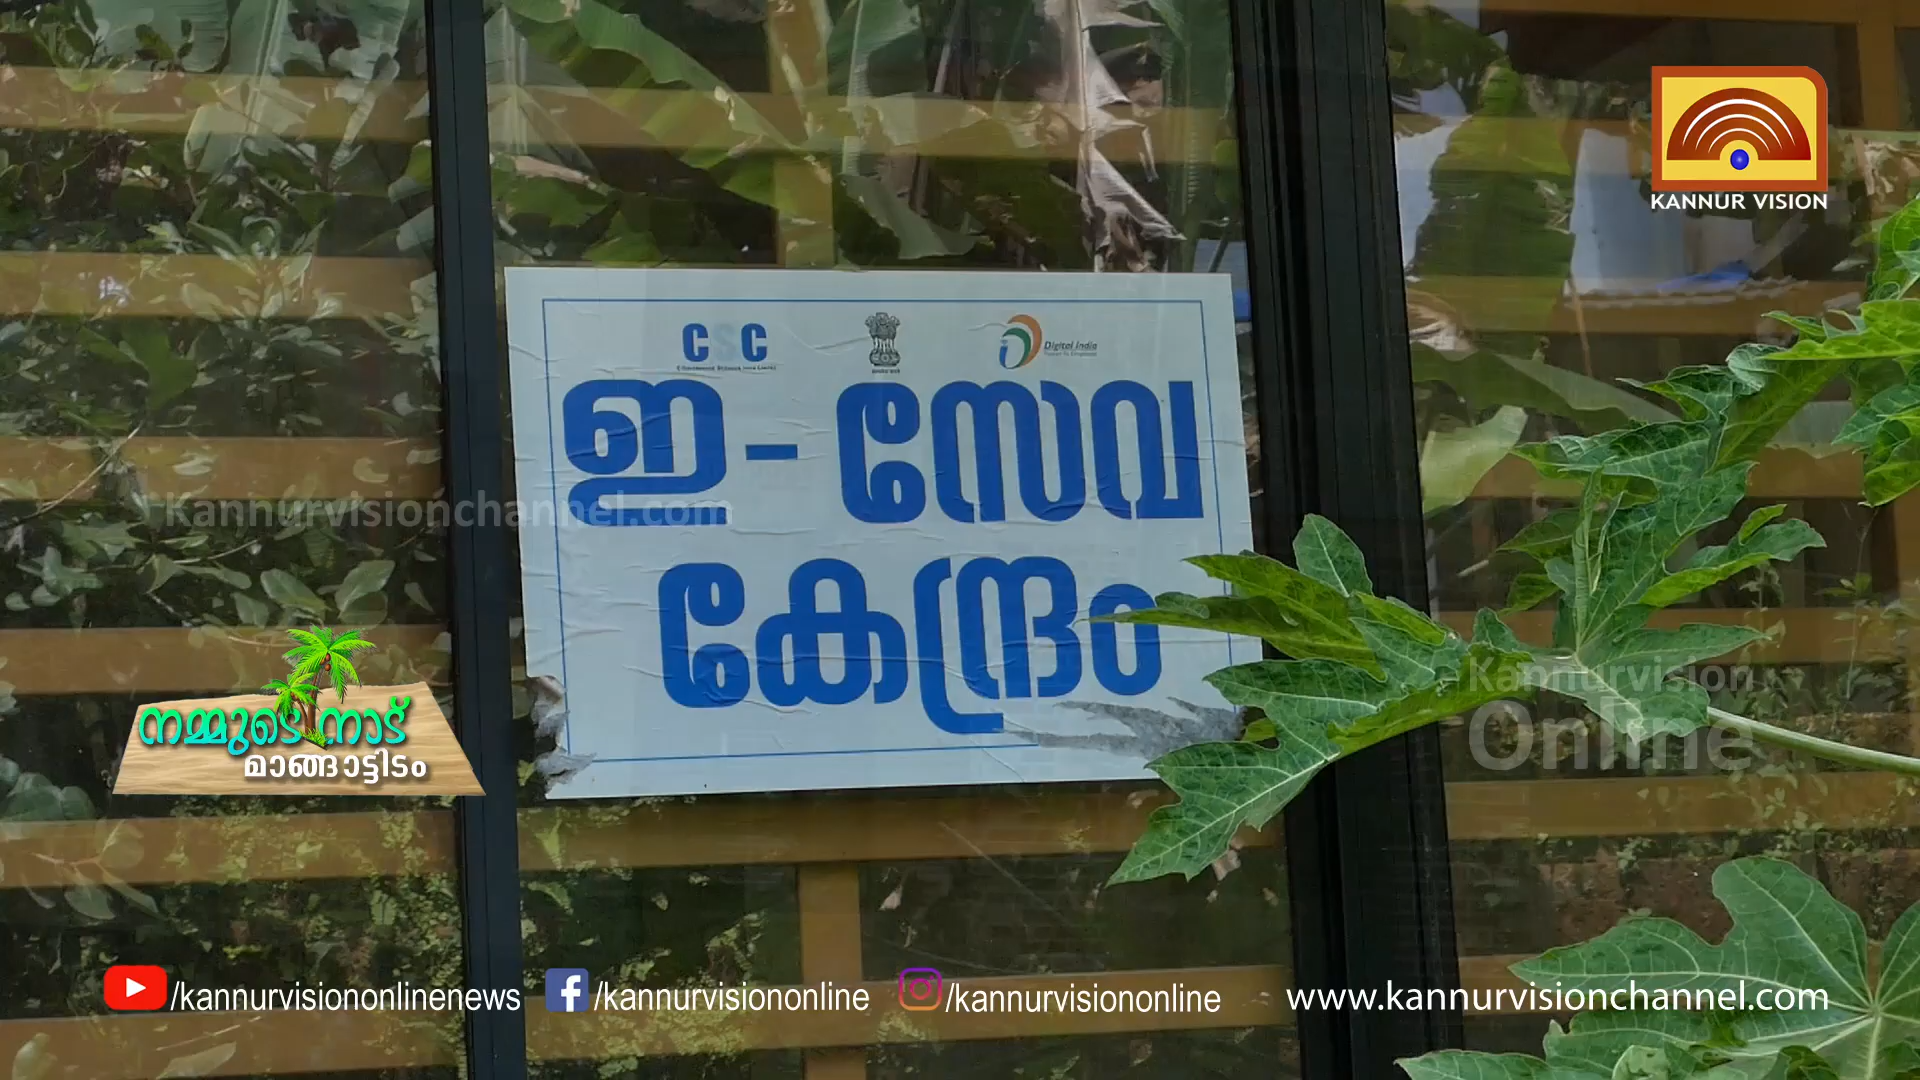 KANNUR VISION
CSC
Digital India
ഇ - സേവ
കേന്ദ്രം
Kannurvisionchannel.com
Kannurvision
Online
നമ്മുടെ നാട്
മാങ്ങാട്ടിടം
/kannurvisiononlinenews
/kannurvisiononline
/kannurvisiononline
www.kannurvisionchannel.com